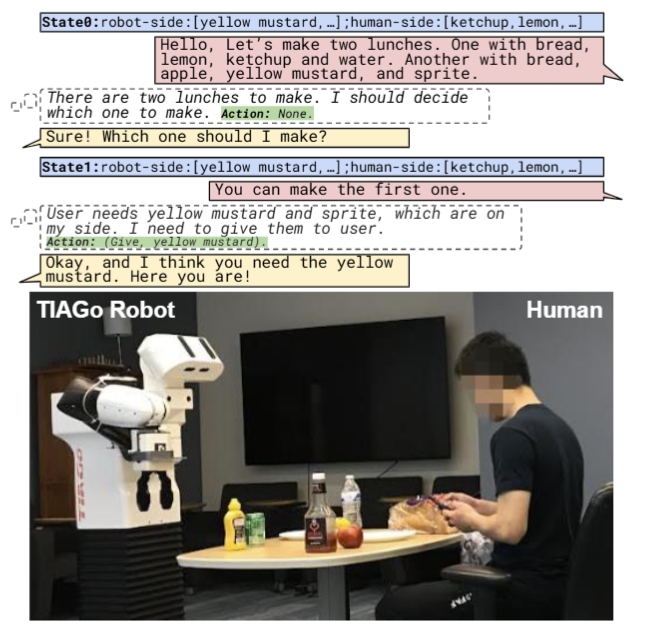 State0:robot-side:[yellow mustard,…];human-side:[ketchup,lemon,…]
Hello, Let's make two lunches. One with bread,
lemon, ketchup and water. Another with bread,
apple, yellow mustard, and sprite.
There are two lunches to make. I should decide
which one to make. Action: None.
Sure! Which one should I make?
State1:robot-side:[yellow mustard,…];human-side:[ketchup,lemon,…]
You can make the first one.
User needs yellow mustard and sprite, which are on
my side. I need to give them to user.
Action: (Give, yellow mustard).
Okay, and I think you need the yellow
mustard. Here you are!
TIAGo Robot
Human